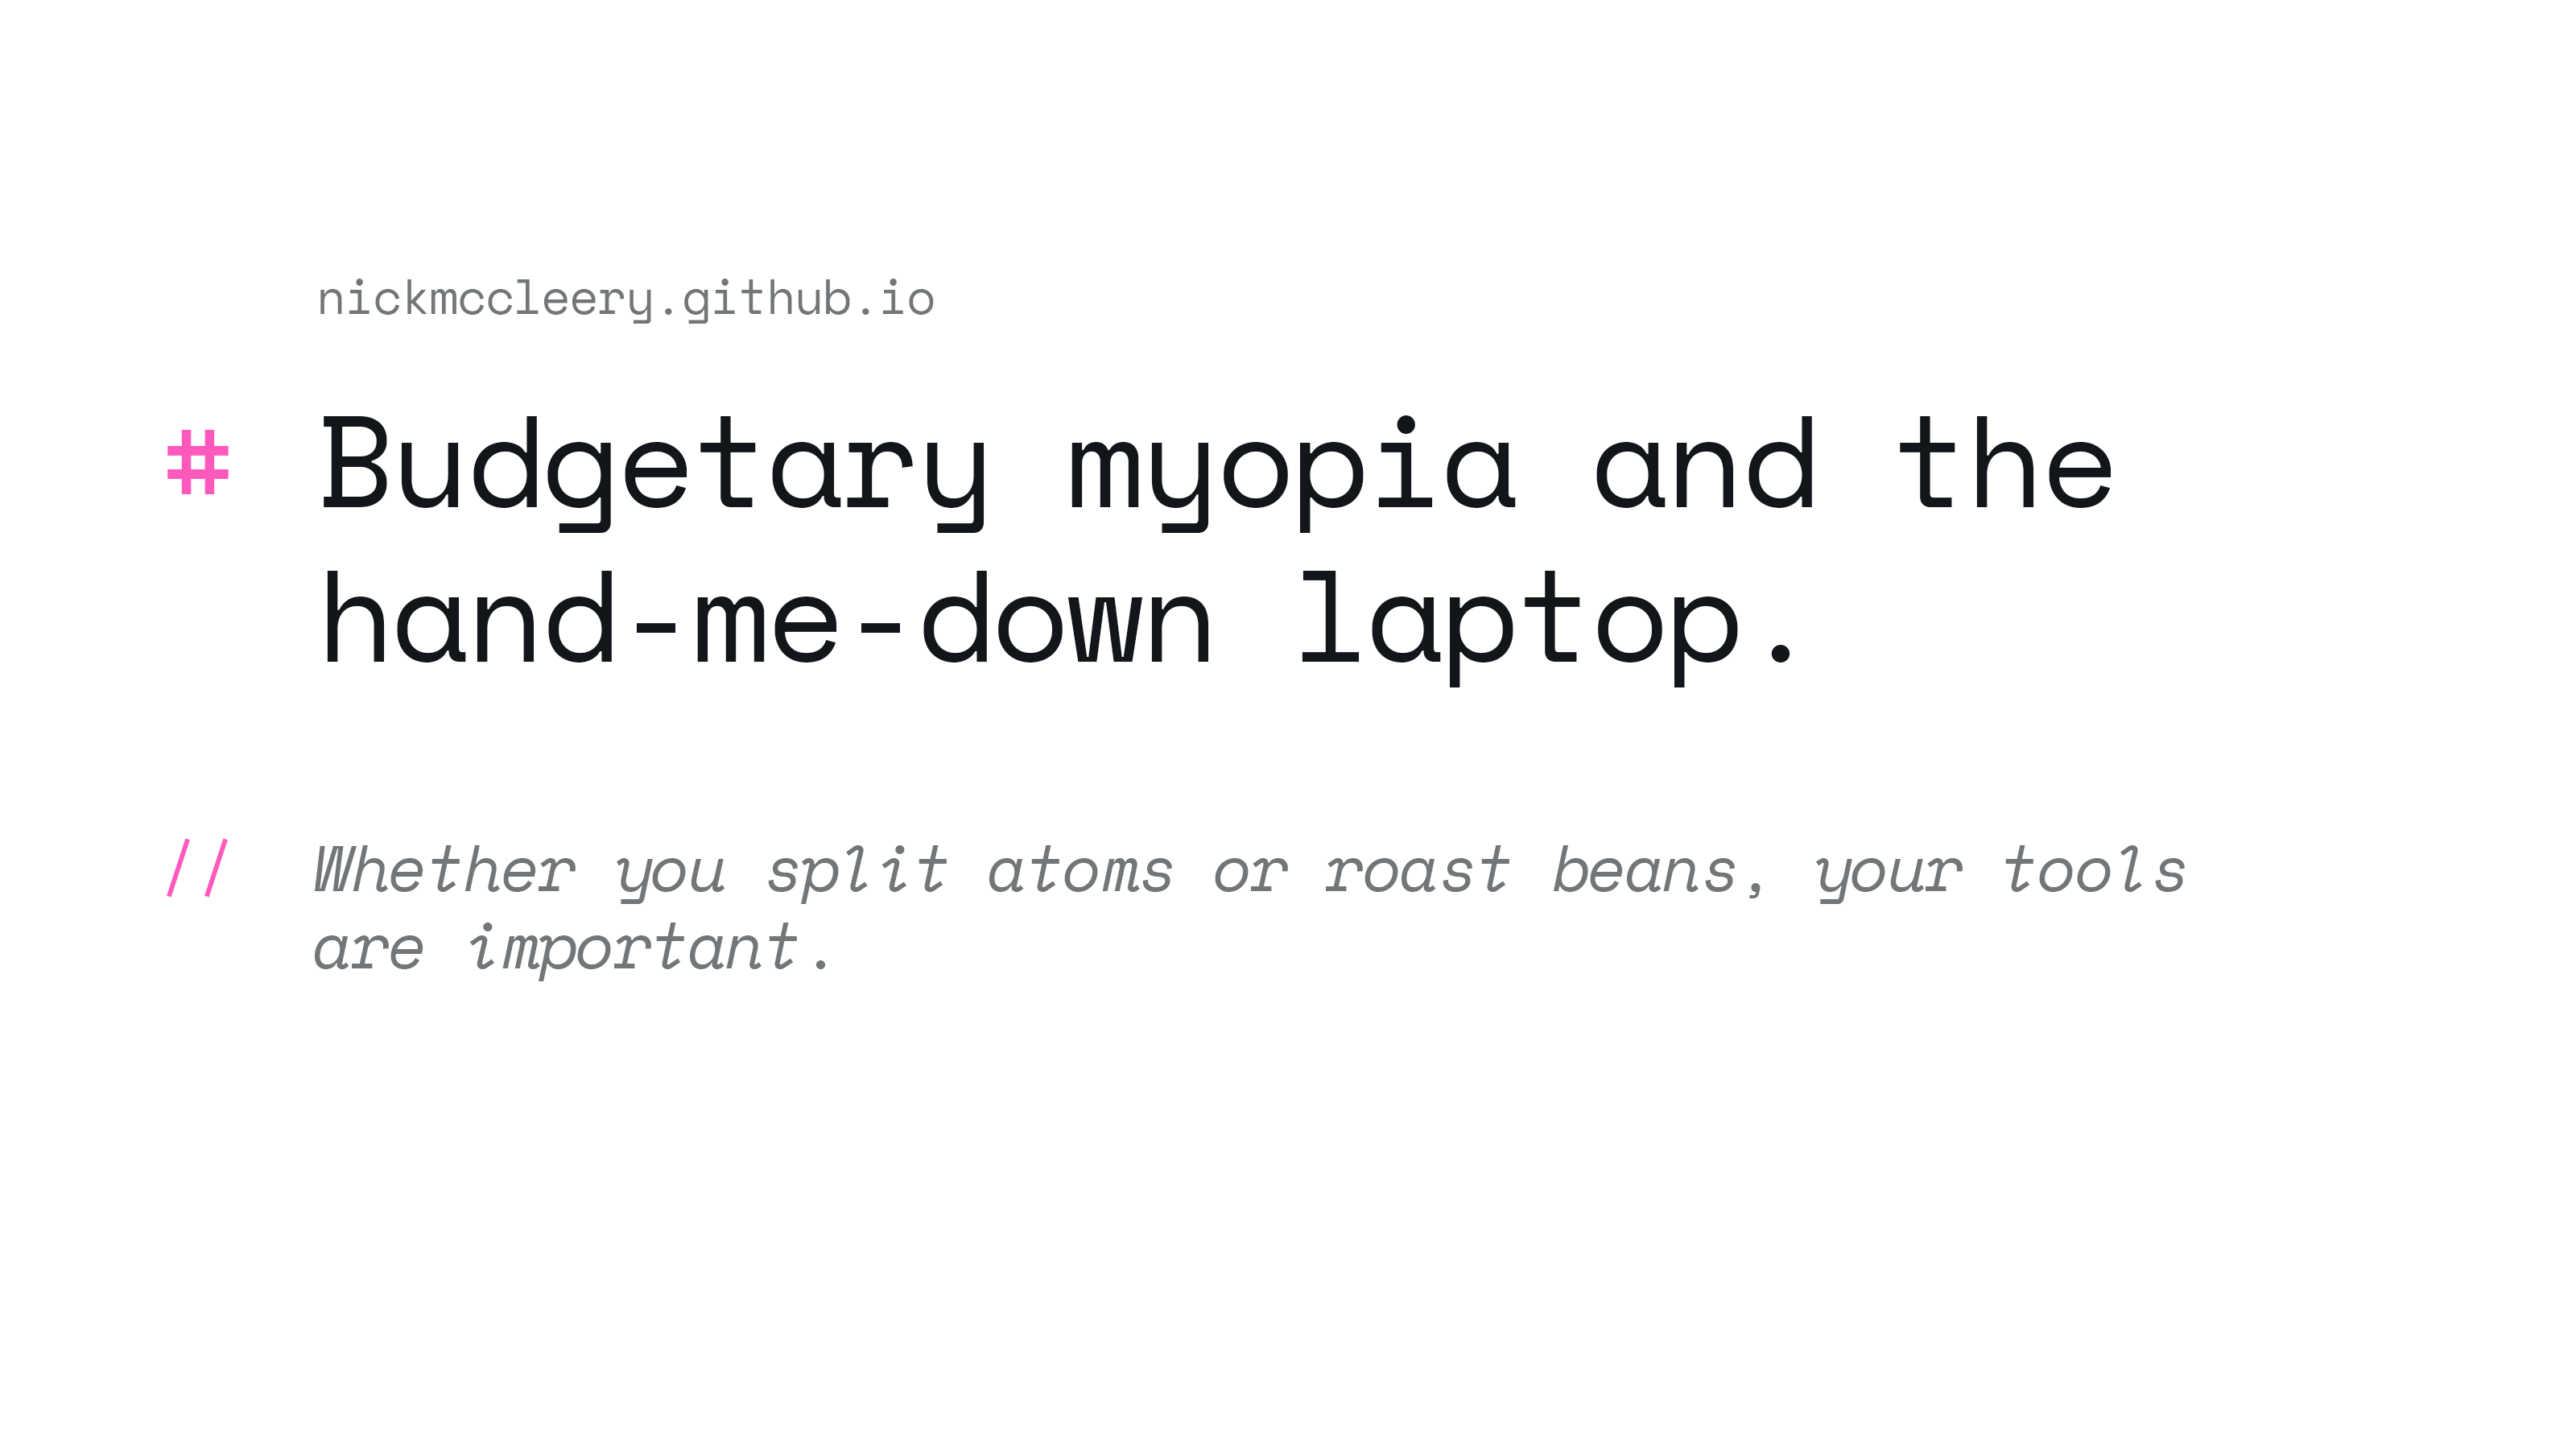 nickmccleery.github.io
# Budgetary myopia and the
hand-me-down laptop.
// Whether you split atoms or roast beans, your tools
are important.